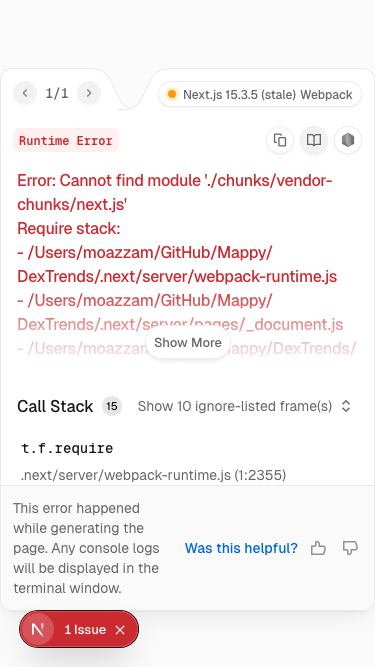 1/1
Next.js 15.3.5 (stale) Webpack
Runtime Error
Error: Cannot find module './chunks/vendor-
chunks/next.js'
Require stack:
- /Users/moazzam/GitHub/Mappy/
DexTrends/.next/server/webpack-runtime.js
- /Users/moazzam/GitHub/Mappy/
DexTrends/.next/server/pages/_document.js
- /Users/moazzam Mappy/DexTrends/
Show More
Call Stack 15 Show 10 ignore-listed frame(s)
t.f.require
.next/server/webpack-runtime.js (1:2355)
This error happened
while generating the
page. Any console logs
will be displayed in the
terminal window.
Was this helpful?
N 1 Issue